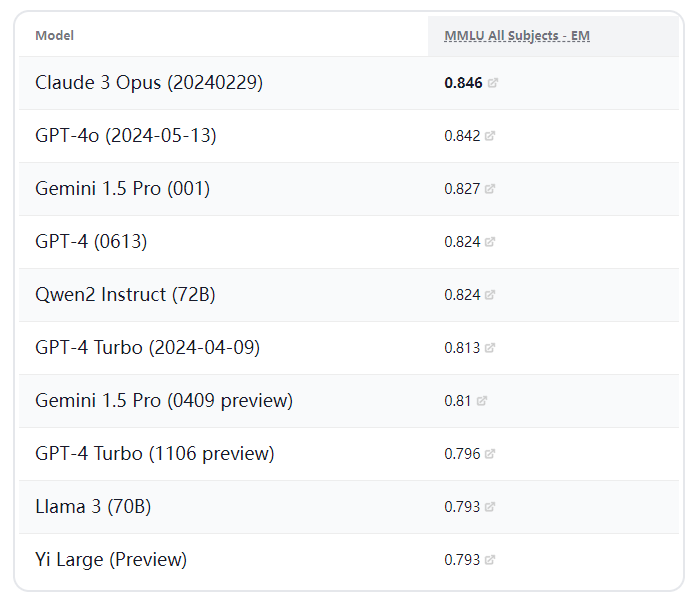 Model MMLU All Subjects - EM
Claude 3 Opus (20240229) 0.846
GPT-4o (2024-05-13) 0.842
Gemini 1.5 Pro (001) 0.827
GPT-4 (0613) 0.824
Qwen2 Instruct (72B) 0.824
GPT-4 Turbo (2024-04-09) 0.813
Gemini 1.5 Pro (0409 preview) 0.81
GPT-4 Turbo (1106 preview) 0.796
Llama 3 (70B) 0.793
Yi Large (Preview) 0.793